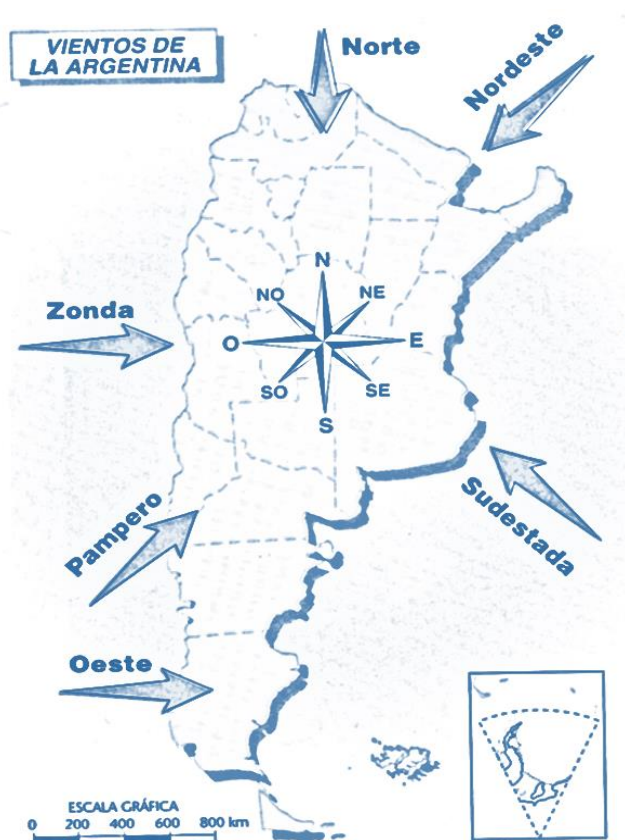 VIENTOS DE
LA ARGENTINA
Norte
Nordeste
Zonda
N
NO
NE
O
E
SO
SE
S
Pampero
Sudestada
Oeste
ESCALA GRÁFICA
0 200 400 600 800 km